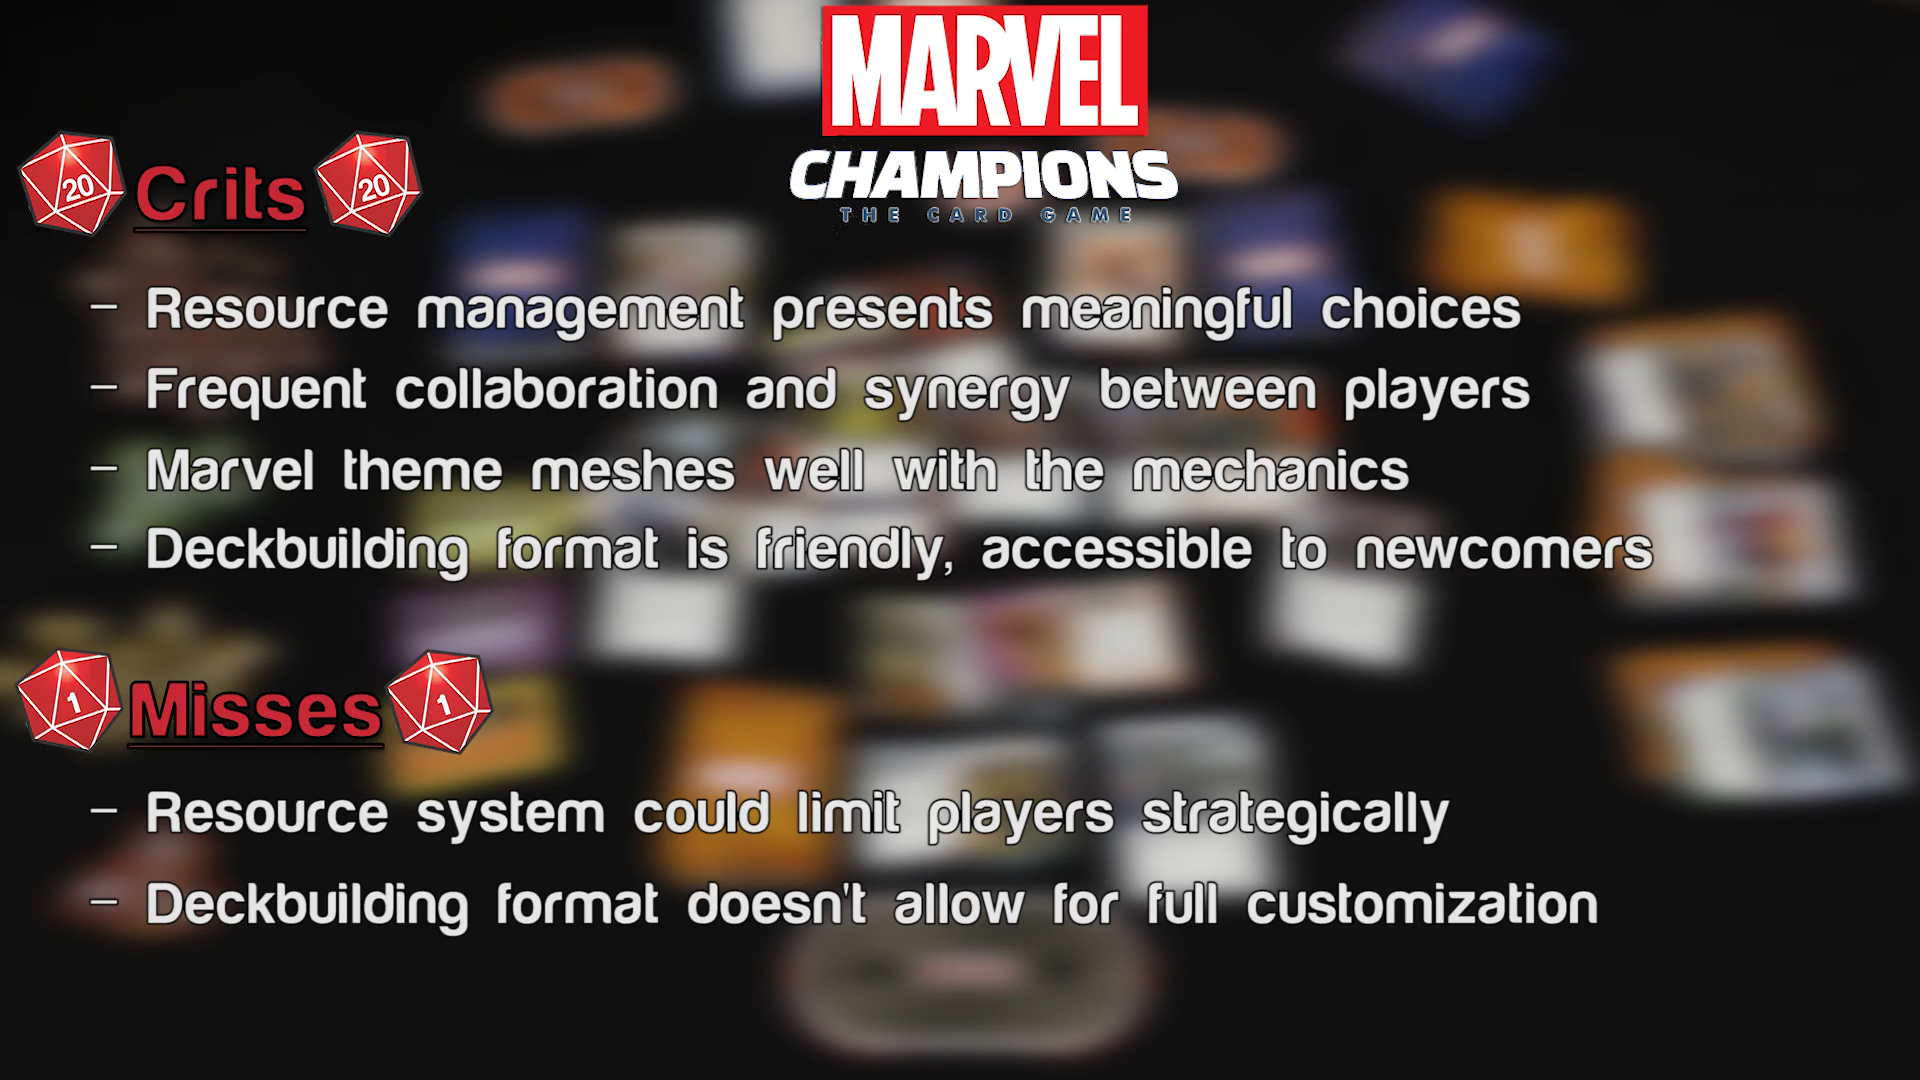 MARVEL
CHAMPIONS
THE CARD GAME
20 Crits 20
- Resource management presents meaningful choices
- Frequent collaboration and synergy between players
- Marvel theme meshes well with the mechanics
- Deckbuilding format is friendly, accessible to newcomers
1 Misses 1
- Resource system could limit players strategically
- Deckbuilding format doesn't allow for full customization